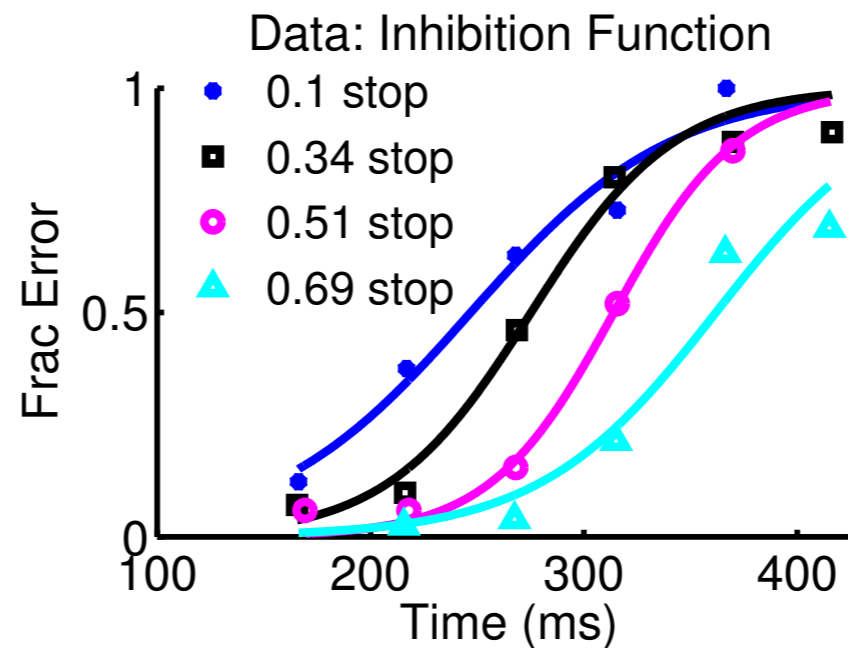 Data: Inhibition Function
1
0.1 stop
0.34 stop
0.51 stop
0.69 stop
0.5
0
Frac Error
100
200
300
400
Time (ms)